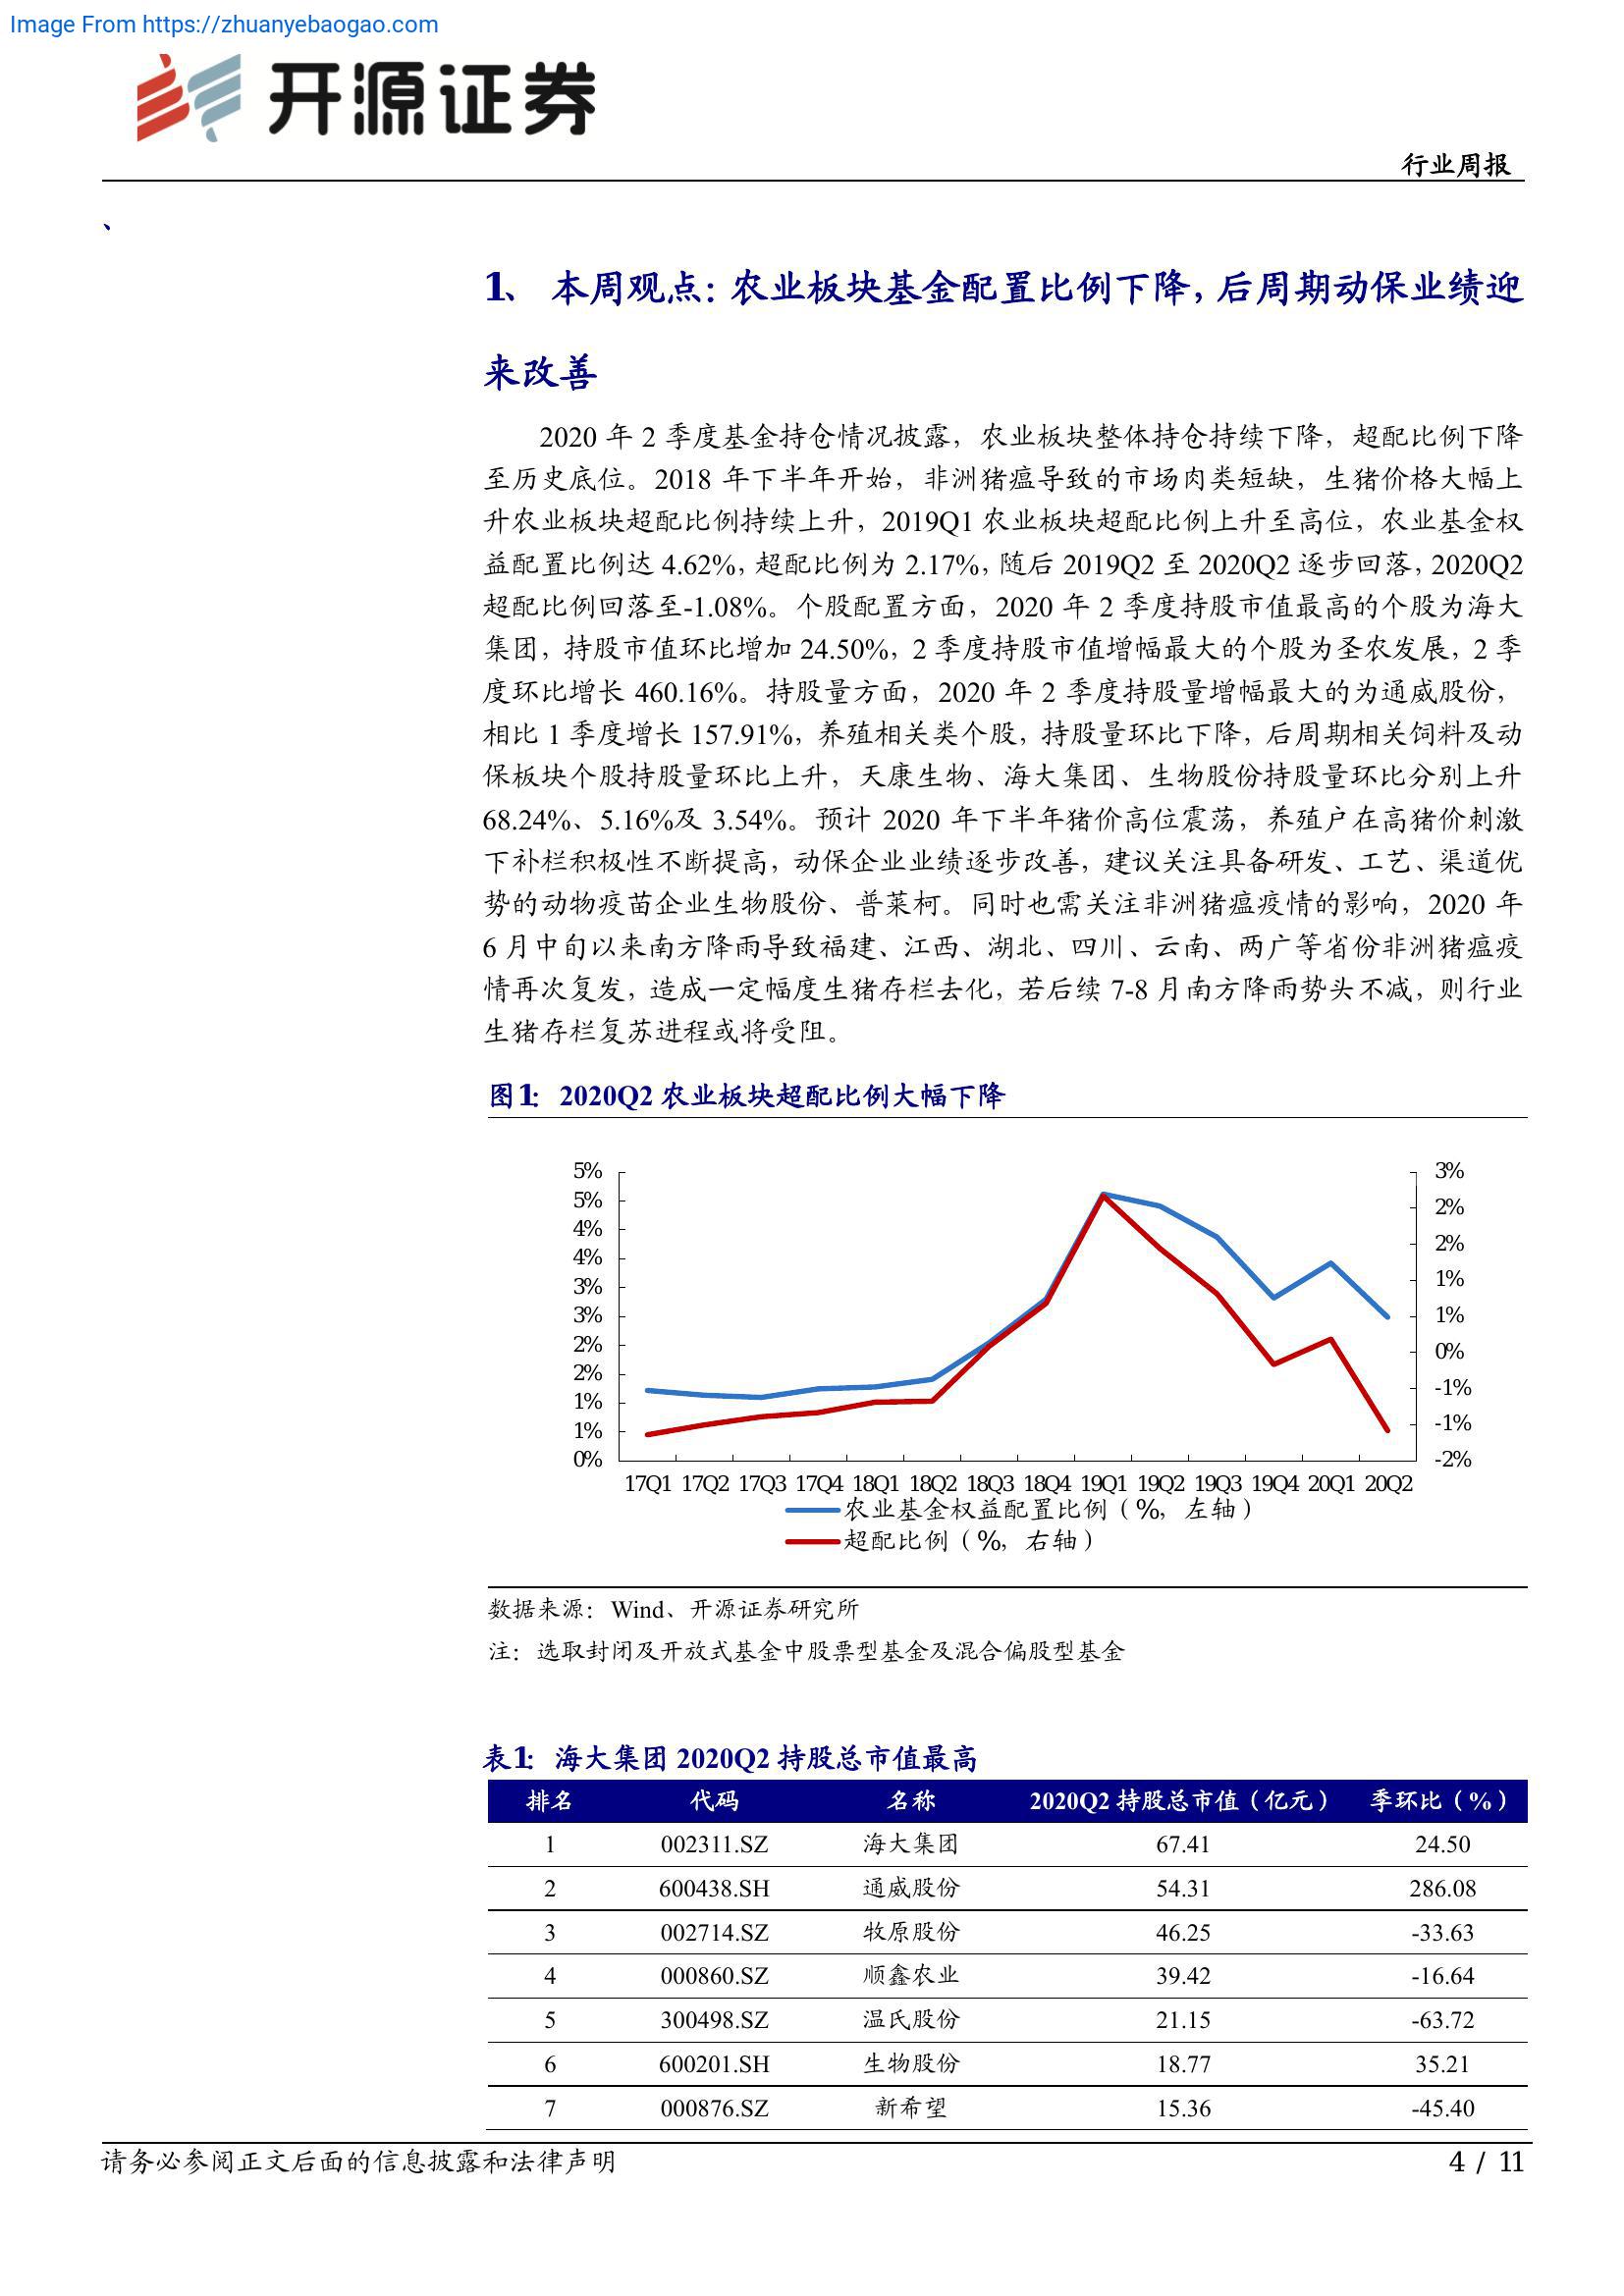 Image From https://zhuanyebaogao.com
开源证券
行业周报
、
1、 本周观点：农业板块基金配置比例下降，后周期动保业绩迎
来改善
2020 年 2 季度基金持仓情况披露，农业板块整体持仓持续下降，超配比例下降
至历史底位。2018 年下半年开始，非洲猪瘟导致的市场肉类短缺，生猪价格大幅上
升农业板块超配比例持续上升，2019Q1 农业板块超配比例上升至高位，农业基金权
益配置比例达 4.62%，超配比例为 2.17%，随后 2019Q2 至 2020Q2 逐步回落，2020Q2
超配比例回落至-1.08%。个股配置方面，2020 年 2 季度持股市值最高的个股为海大
集团，持股市值环比增加 24.50%，2 季度持股市值增幅最大的个股为圣农发展，2 季
度环比增长 460.16%。持股量方面，2020 年 2 季度持股量增幅最大的为通威股份，
相比 1 季度增长 157.91%，养殖相关类个股，持股量环比下降，后周期相关饲料及动
保板块个股持股量环比上升，天康生物、海大集团、生物股份持股量环比分别上升
68.24%、5.16%及 3.54%。预计 2020 年下半年猪价高位震荡，养殖户在高猪价刺激
下补栏积极性不断提高，动保企业业绩逐步改善，建议关注具备研发、工艺、渠道优
势的动物疫苗企业生物股份、普莱柯。同时也需关注非洲猪瘟疫情的影响，2020 年
6 月中旬以来南方降雨导致福建、江西、湖北、四川、云南、两广等省份非洲猪瘟疫
情再次复发，造成一定幅度生猪存栏去化，若后续 7-8 月南方降雨势头不减，则行业
生猪存栏复苏进程或将受阻。
图1： 2020Q2 农业板块超配比例大幅下降
5% 3%
5% 2%
4% 2%
4% 1%
3% 1%
3% 0%
2% -1%
2% -1%
1% -2%
1%
0%
17Q1 17Q2 17Q3 17Q4 18Q1 18Q2 18Q3 18Q4 19Q1 19Q2 19Q3 19Q4 20Q1 20Q2
农业基金权益配置比例（%，左轴）
超配比例（%，右轴）
数据来源：Wind、开源证券研究所
注：选取封闭及开放式基金中股票型基金及混合偏股型基金
表1： 海大集团 2020Q2 持股总市值最高
排名 代码 名称 2020Q2 持股总市值（亿元） 季环比（%）
1 002311.SZ 海大集团 67.41 24.50
2 600438.SH 通威股份 54.31 286.08
3 002714.SZ 牧原股份 46.25 -33.63
4 000860.SZ 顺鑫农业 39.42 -16.64
5 300498.SZ 温氏股份 21.15 -63.72
6 600201.SH 生物股份 18.77 35.21
7 000876.SZ 新希望 15.36 -45.40
请务必参阅正文后面的信息披露和法律声明 4 / 11